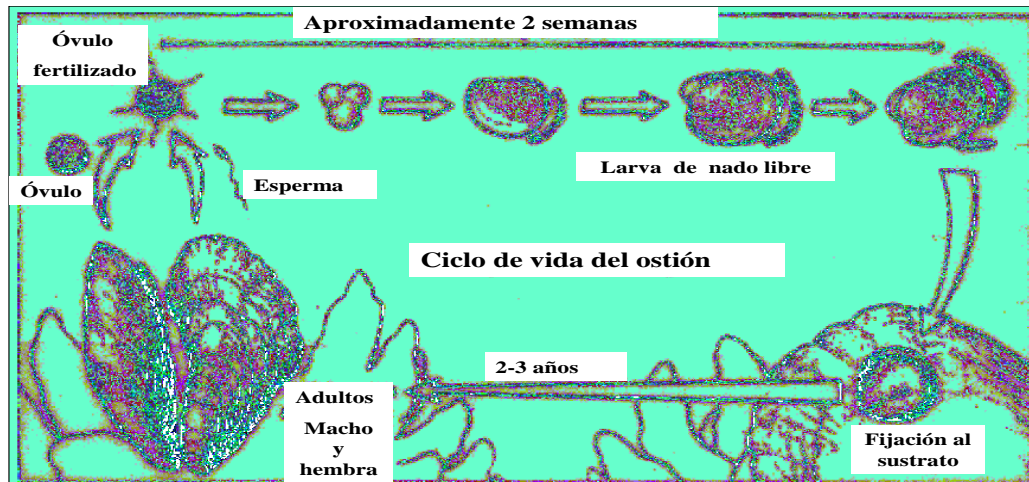 Aproximadamente 2 semanas
Óvulo
fertilizado
Larva de nado libre
Óvulo
Esperma
Ciclo de vida del ostión
2-3 años
Adultos
Macho
y
hembra
Fijación al
sustrato